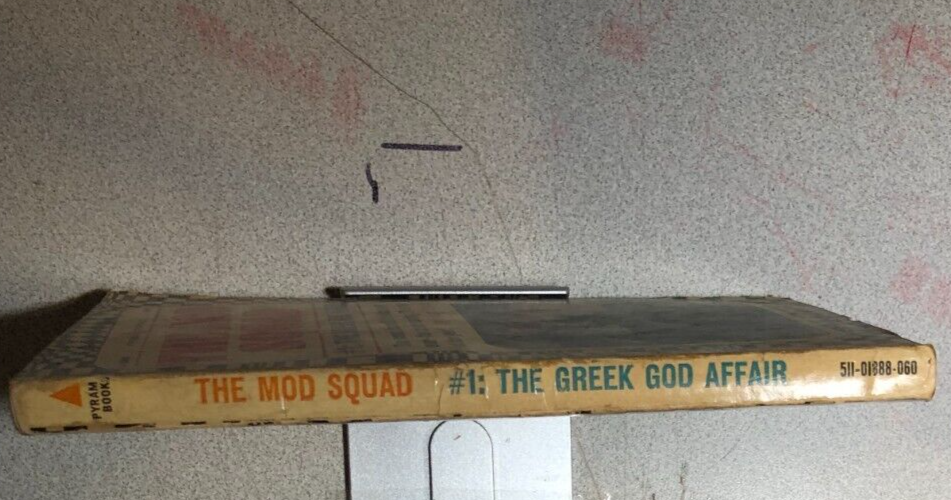 PYRAMID
BOOKS
THE MOD SQUAD #1: THE GREEK GOD AFFAIR
511-01888-060